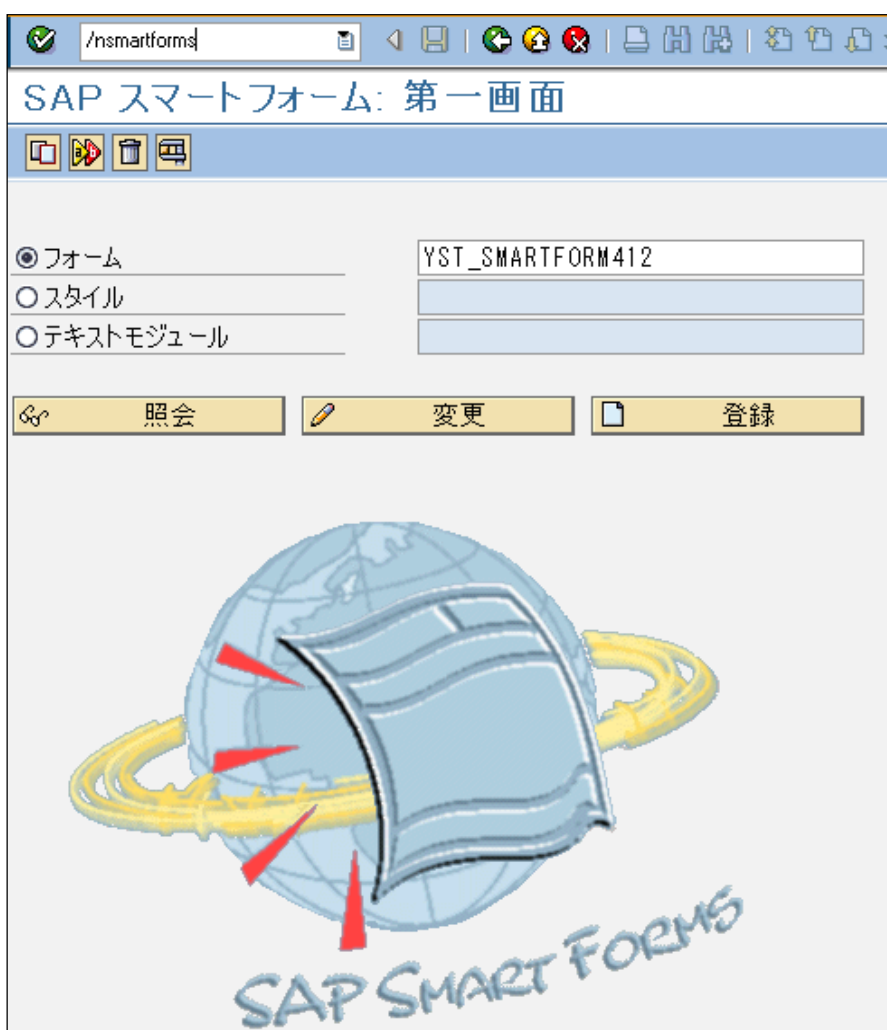 /nsmartforms
SAP スマートフォーム: 第一画面
フォーム YST_SMARTFORM412
スタイル
テキストモジュール
照会 変更 登録
SAP SMART FORMS